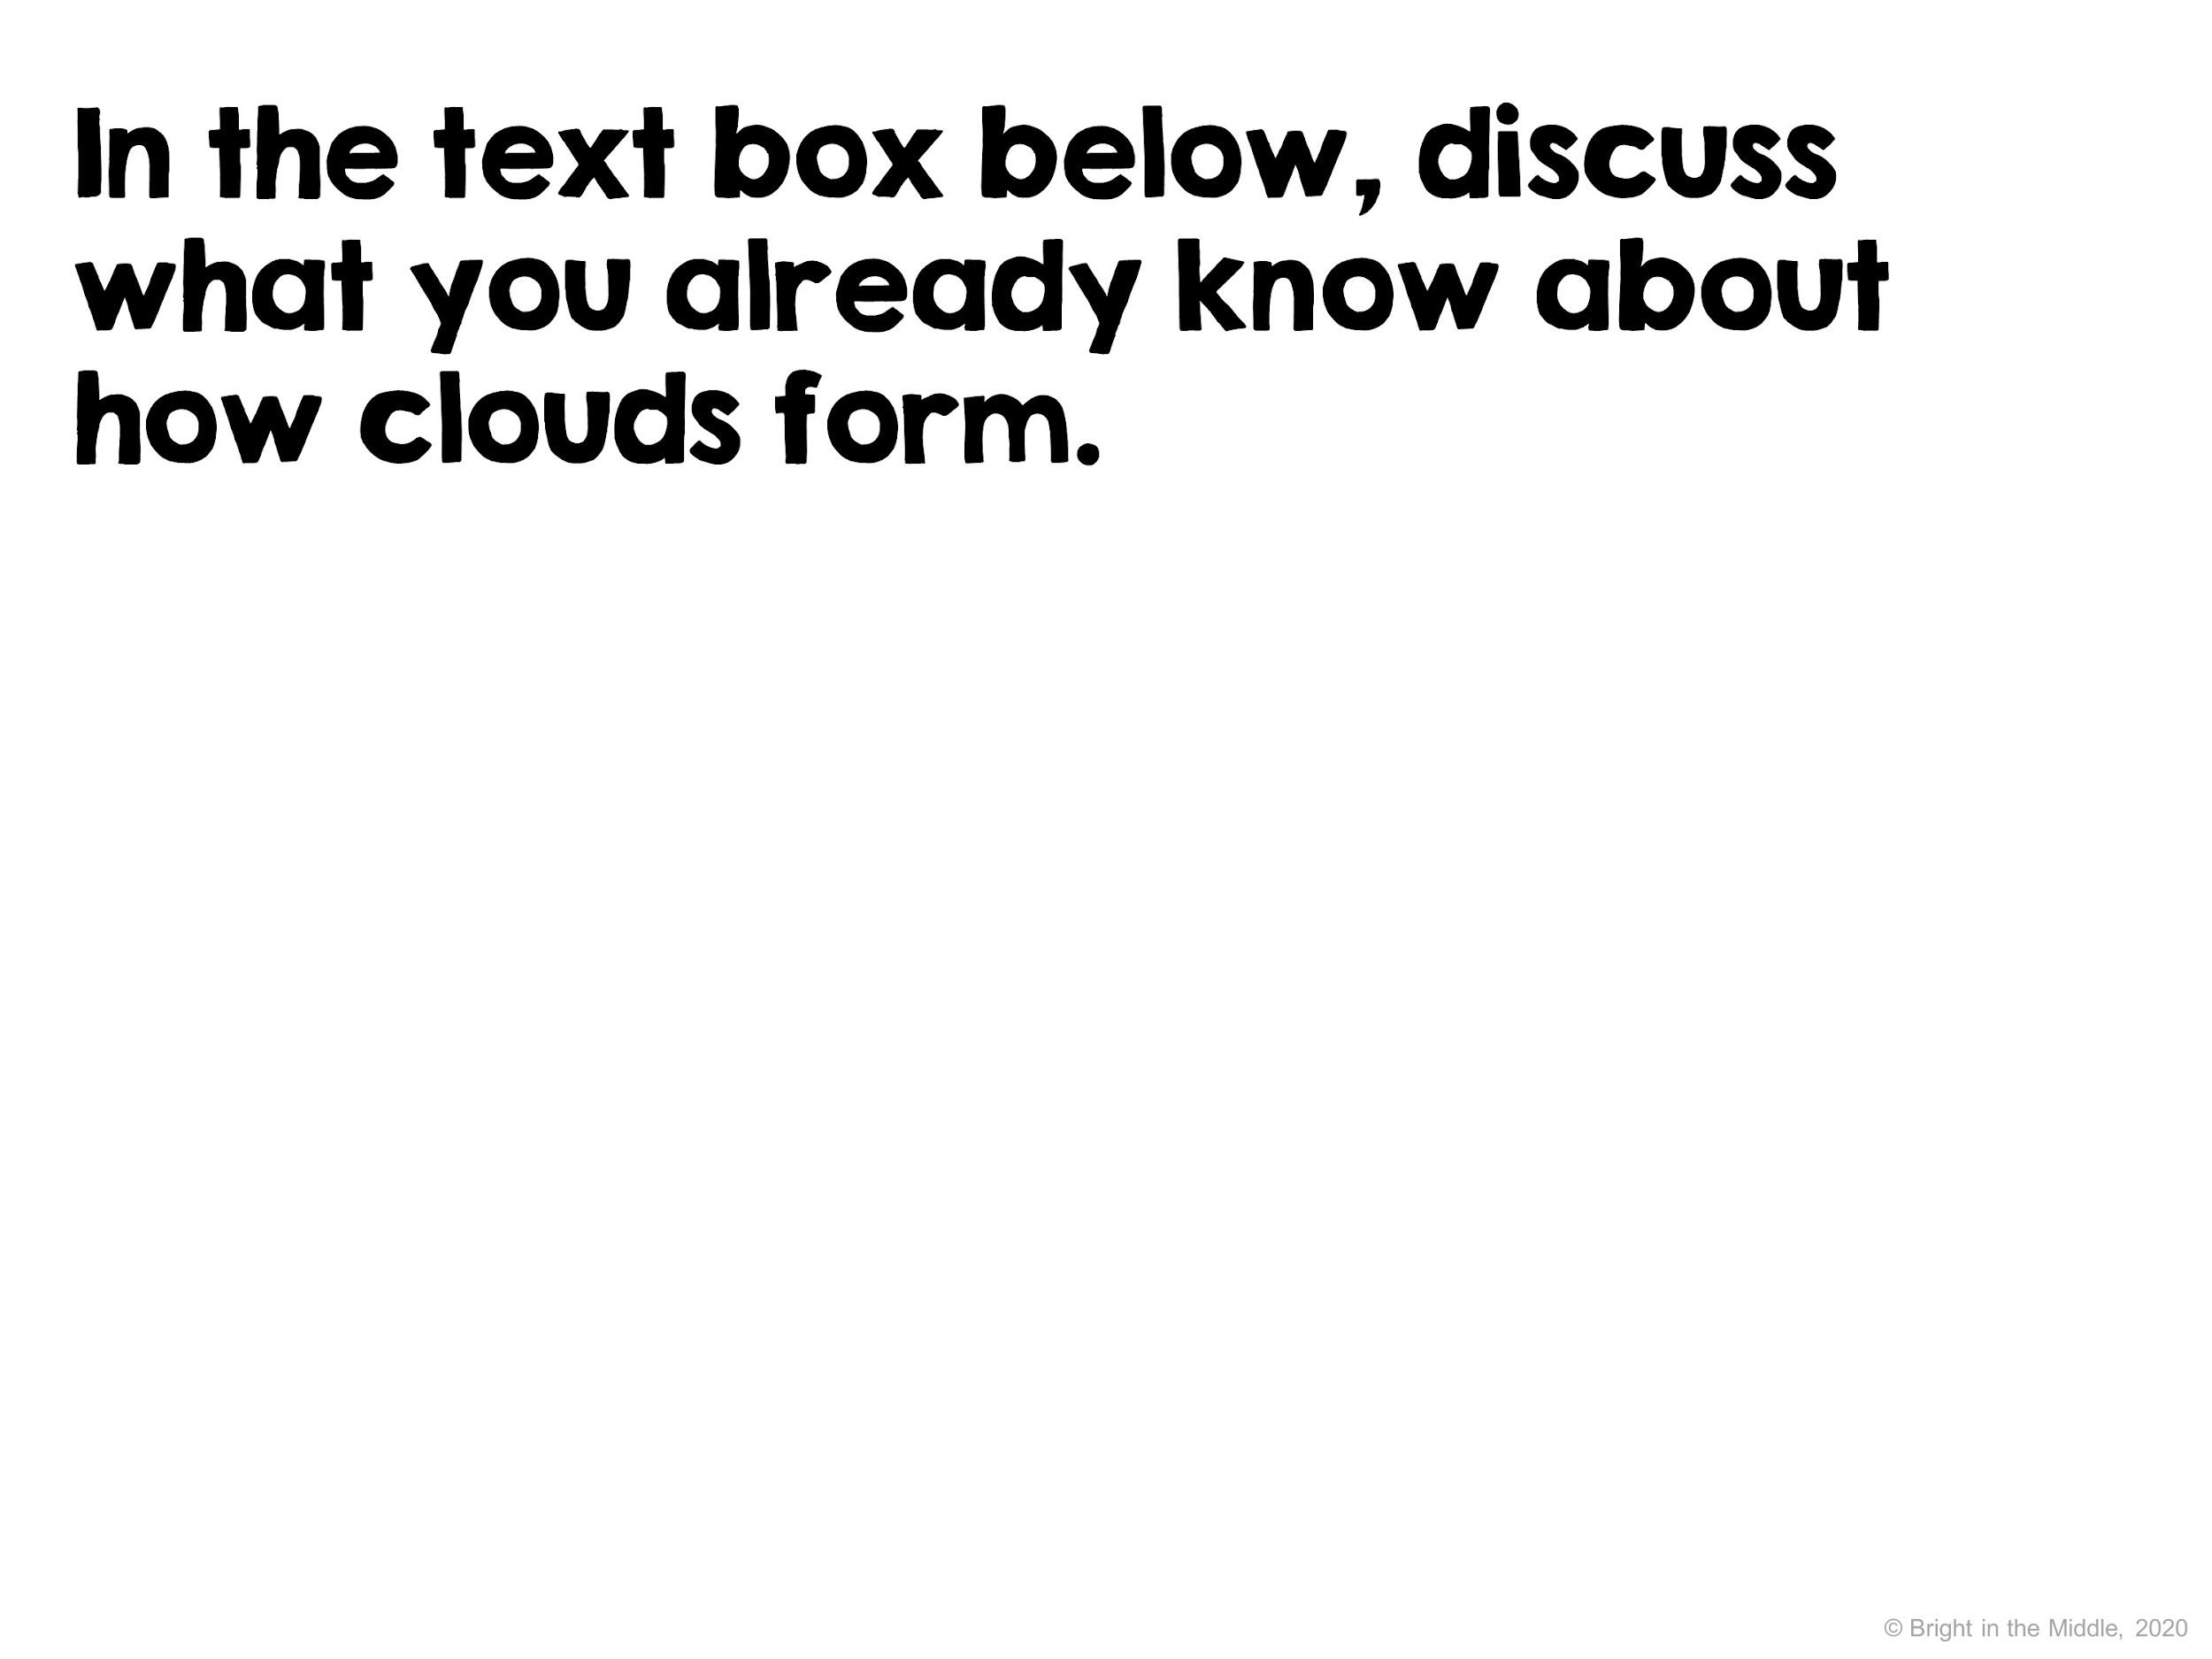 In the text box below, discuss
what you already know about
how clouds form.
© Bright in the Middle, 2020